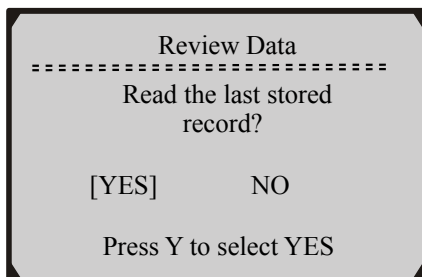 Review Data
Read the last stored
record?
[YES] NO
Press Y to select YES